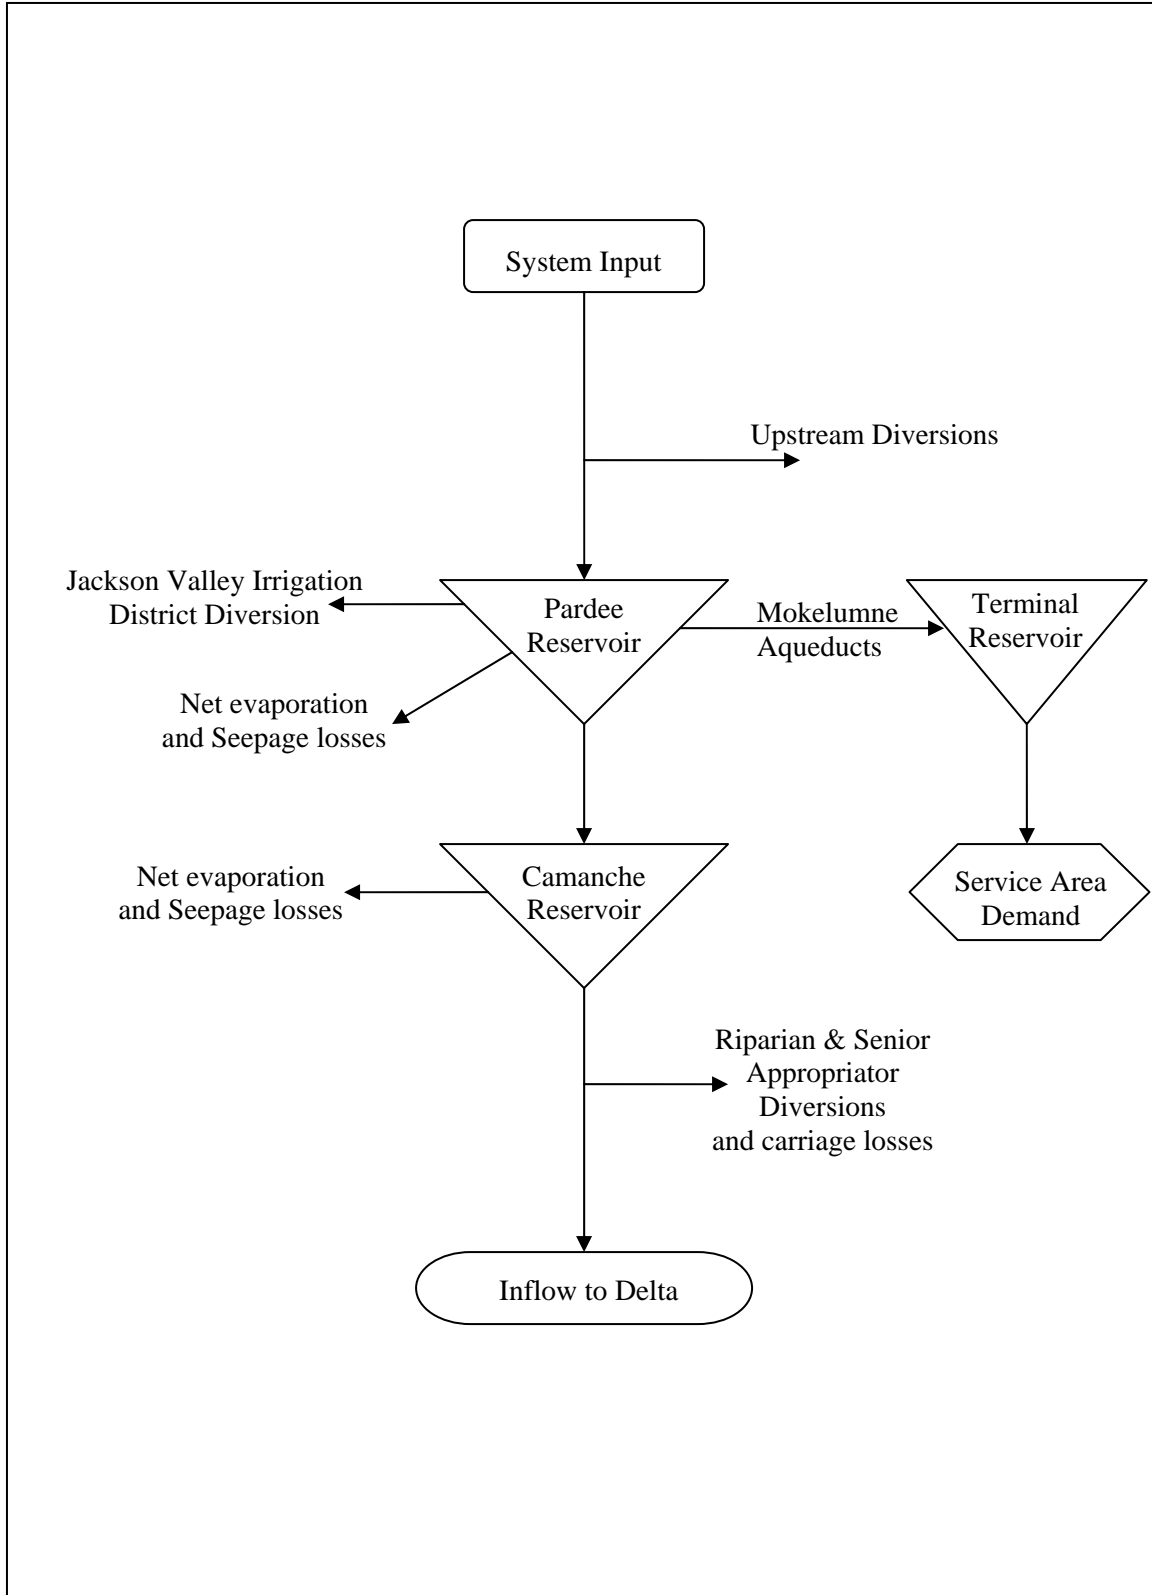 System Input
Upstream Diversions
Jackson Valley Irrigation
District Diversion
Pardee
Reservoir
Mokelumne
Aqueducts
Terminal
Reservoir
Net evaporation
and Seepage losses
Net evaporation
and Seepage losses
Camanche
Reservoir
Service Area
Demand
Riparian & Senior
Appropriator
Diversions
and carriage losses
Inflow to Delta